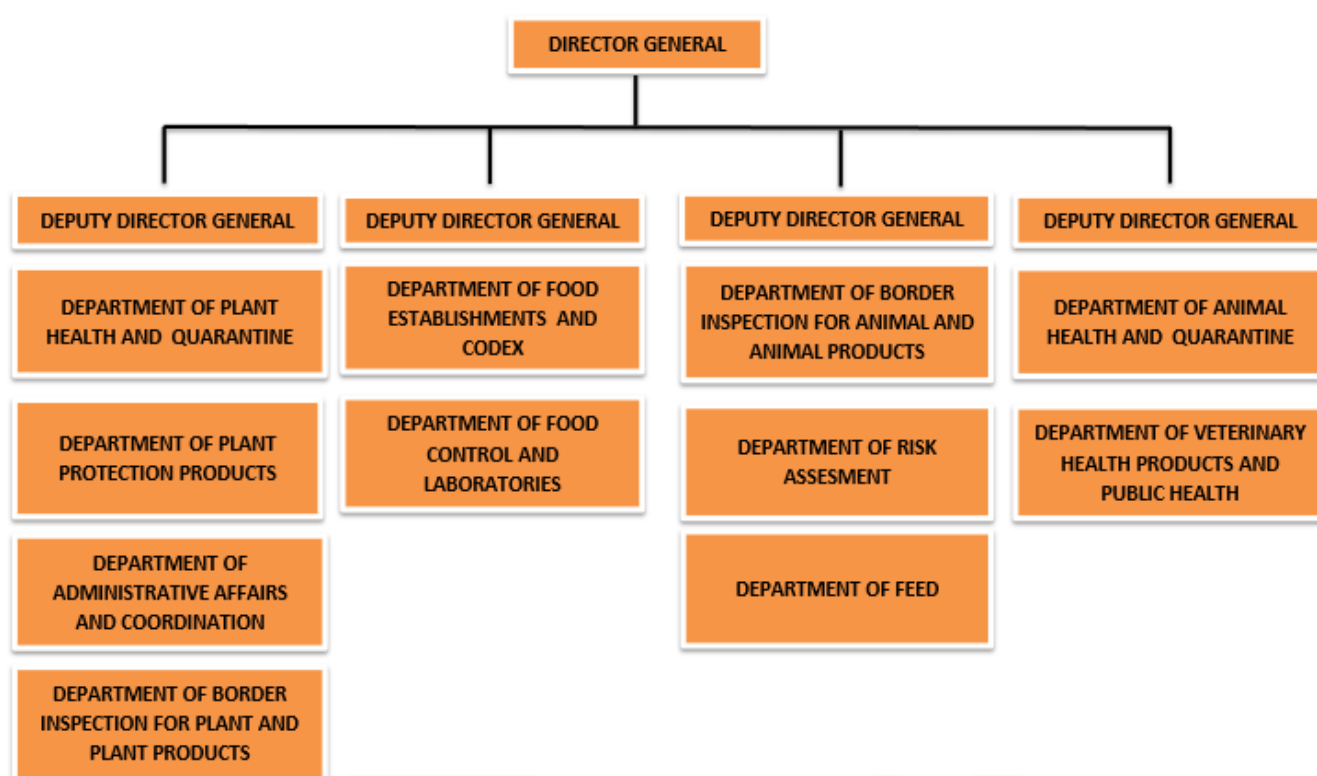 DIRECTOR GENERAL
DEPUTY DIRECTOR GENERAL
DEPARTMENT OF PLANT
HEALTH AND QUARANTINE
DEPARTMENT OF PLANT
PROTECTION PRODUCTS
DEPARTMENT OF
ADMINISTRATIVE AFFAIRS
AND COORDINATION
DEPARTMENT OF BORDER
INSPECTION FOR PLANT AND
PLANT PRODUCTS
DEPUTY DIRECTOR GENERAL
DEPARTMENT OF FOOD
ESTABLISHMENTS AND
CODEX
DEPARTMENT OF FOOD
CONTROL AND
LABORATORIES
DEPUTY DIRECTOR GENERAL
DEPARTMENT OF BORDER
INSPECTION FOR ANIMAL AND
ANIMAL PRODUCTS
DEPARTMENT OF RISK
ASSESMENT
DEPARTMENT OF FEED
DEPUTY DIRECTOR GENERAL
DEPARTMENT OF ANIMAL
HEALTH AND QUARANTINE
DEPARTMENT OF VETERINARY
HEALTH PRODUCTS AND
PUBLIC HEALTH